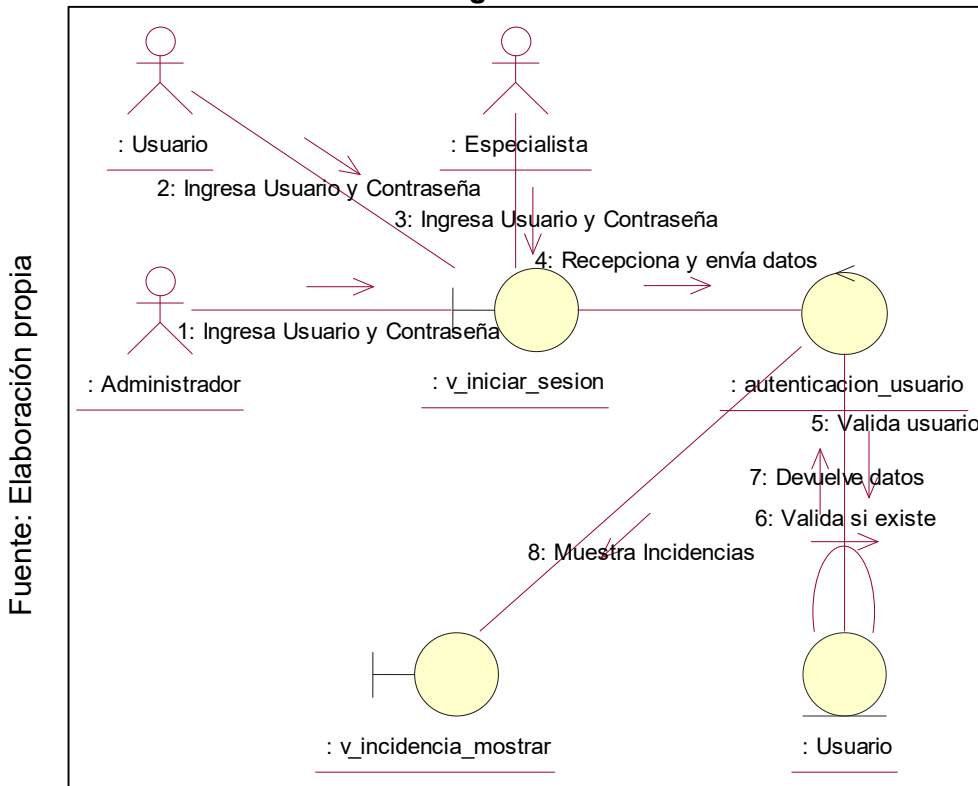 : Usuario
: Especialista
2: Ingresa Usuario y Contraseña
3: Ingresa Usuario y Contraseña
4: Recepciona y envía datos
1: Ingresa Usuario y Contraseña
: Administrador
: v_iniciar_sesion
: autenticacion_usuario
5: Valida usuario
7: Devuelve datos
6: Valida si existe
8: Muestra Incidencias
: v_incidencia_mostrar
: Usuario
Fuente: Elaboración propia